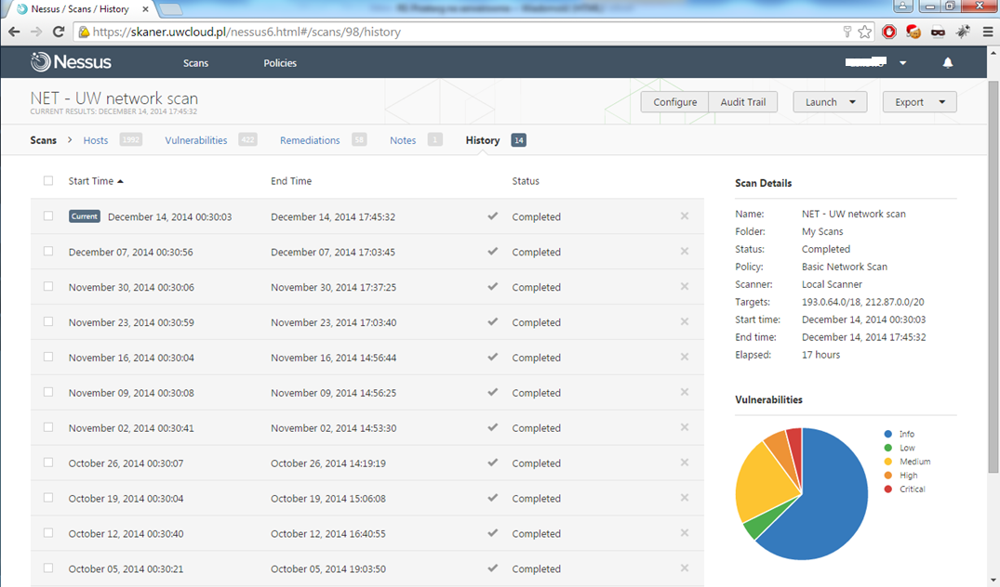 Nessus / Scans / History
https://skaner.uwcloud.pl/nessus6.html#/scans/98/history
Nessus
Scans
Policies
NET - UW network scan
CURRENT RESULTS: DECEMBER 14, 2014 17:45:32
Configure
Audit Trail
Launch
Export
Scans > Hosts 1992 Vulnerabilities 422 Remediations 58 Notes 1 History 14
Start Time End Time Status
Current December 14, 2014 00:30:03 December 14, 2014 17:45:32 Completed
December 07, 2014 00:30:56 December 07, 2014 17:03:45 Completed
November 30, 2014 00:30:06 November 30, 2014 17:37:25 Completed
November 23, 2014 00:30:59 November 23, 2014 17:03:40 Completed
November 16, 2014 00:30:04 November 16, 2014 14:56:44 Completed
November 09, 2014 00:30:08 November 09, 2014 14:56:25 Completed
November 02, 2014 00:30:41 November 02, 2014 14:53:30 Completed
October 26, 2014 00:30:07 October 26, 2014 14:19:19 Completed
October 19, 2014 00:30:04 October 19, 2014 15:06:08 Completed
October 12, 2014 00:30:40 October 12, 2014 16:40:55 Completed
October 05, 2014 00:30:21 October 05, 2014 19:03:50 Completed
Scan Details
Name: NET - UW network scan
Folder: My Scans
Status: Completed
Policy: Basic Network Scan
Scanner: Local Scanner
Targets: 193.0.64.0/18, 212.87.0.0/20
Start time: December 14, 2014 00:30:03
End time: December 14, 2014 17:45:32
Elapsed: 17 hours
Vulnerabilities
Info
Low
Medium
High
Critical